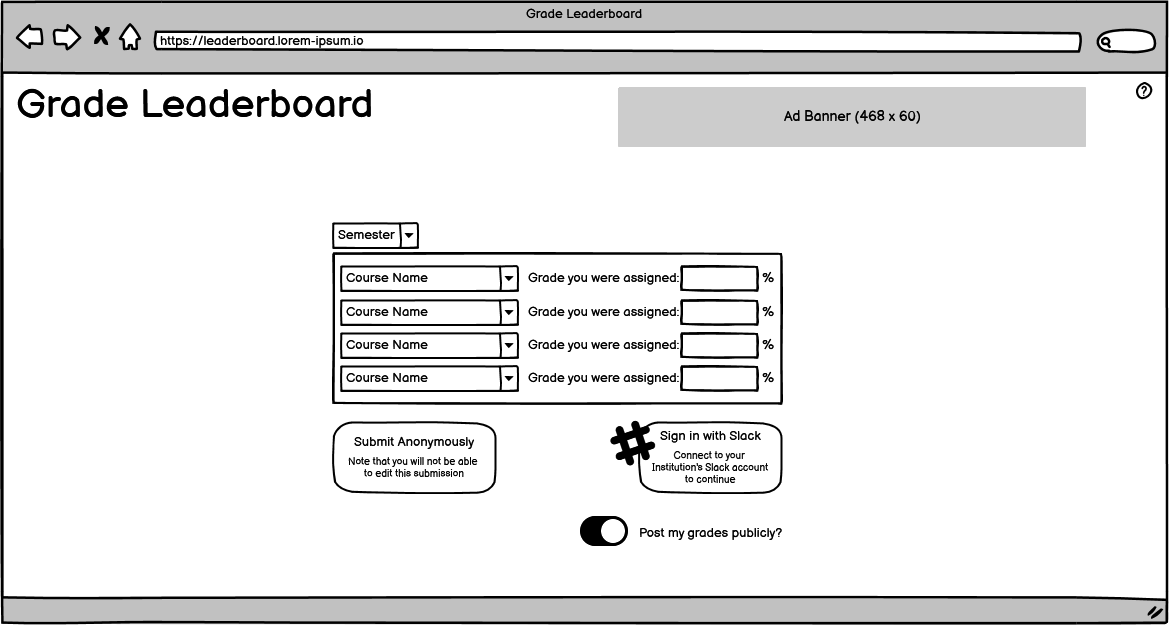 Grade Leaderboard
https://leaderboard.lorem-ipsum.io
Grade Leaderboard
Ad Banner (468 x 60)
?
Semester
Course Name Grade you were assigned: %
Course Name Grade you were assigned: %
Course Name Grade you were assigned: %
Course Name Grade you were assigned: %
Submit Anonymously
Note that you will not be able
to edit this submission
Sign in with Slack
Connect to your
Institution's Slack account
to continue
Post my grades publicly?